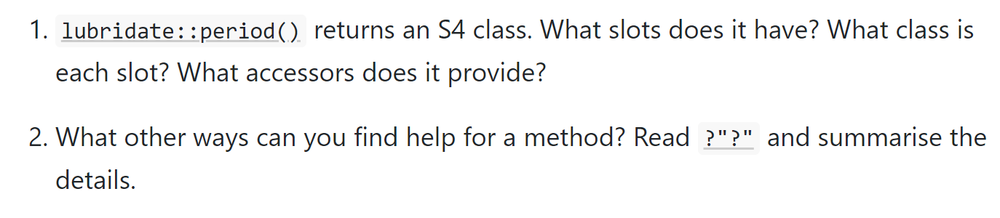 1. lubridate::period() returns an S4 class. What slots does it have? What class is
each slot? What accessors does it provide?
2. What other ways can you find help for a method? Read ?"?" and summarise the
details.